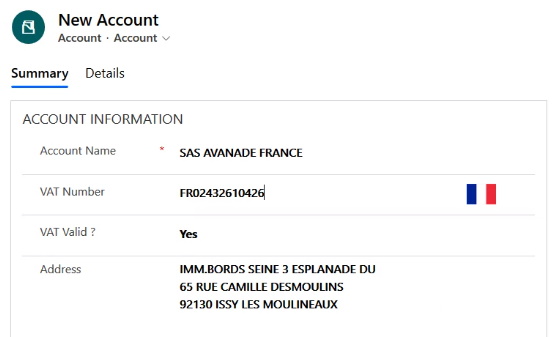 New Account
Account · Account
Summary Details
ACCOUNT INFORMATION
Account Name * SAS AVANADE FRANCE
VAT Number FR02432610426
VAT Valid ? Yes
Address IMM.BORDS SEINE 3 ESPLANADE DU
65 RUE CAMILLE DESMOULINS
92130 ISSY LES MOULINEAUX